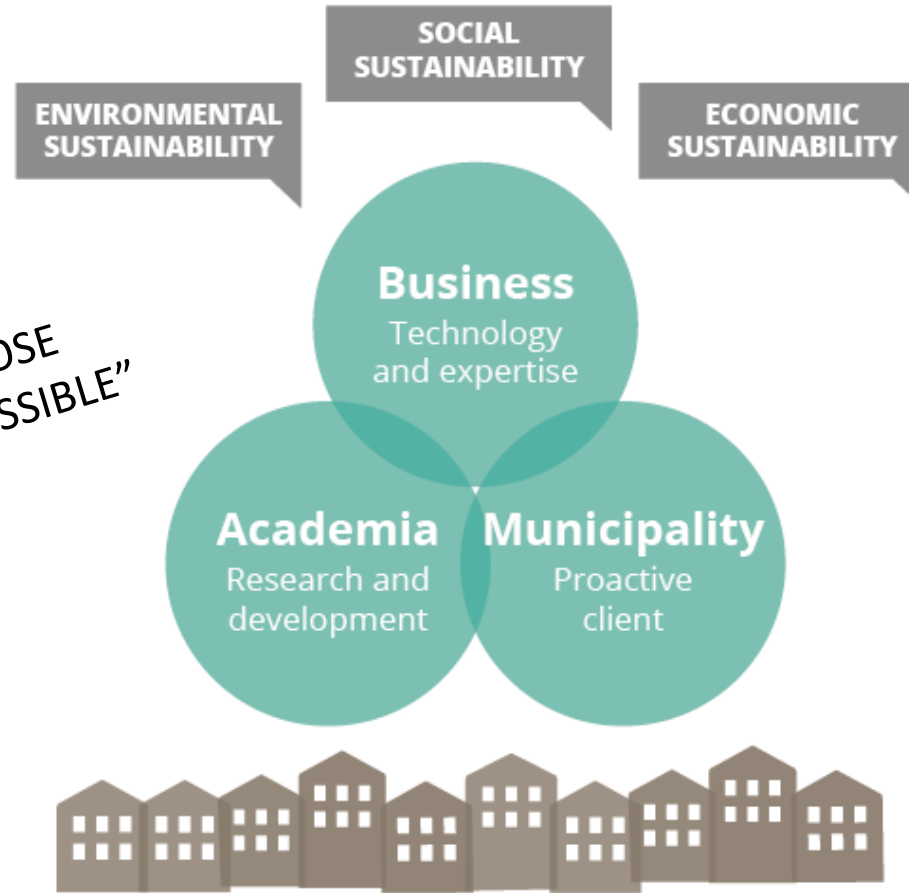 SOCIAL
SUSTAINABILITY
ENVIRONMENTAL
SUSTAINABILITY
ECONOMIC
SUSTAINABILITY
Business
Technology
and expertise
Academia
Research and
development
Municipality
Proactive
client